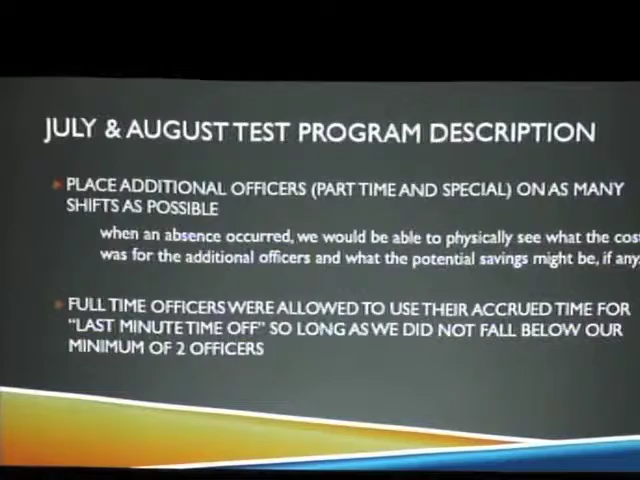 JULY & AUGUST TEST PROGRAM DESCRIPTION
PLACE ADDITIONAL OFFICERS (PART TIME AND SPECIAL) ON AS MANY
SHIFTS AS POSSIBLE
when an absence occurred, we would be able to physically see what the cos
was for the additional officers and what the potential savings might be, if any.
FULL TIME OFFICERS WERE ALLOWED TO USE THEIR ACCRUED TIME FOR
"LAST MINUTE TIME OFF" SO LONG AS WE DID NOT FALL BELOW OUR
MINIMUM OF 2 OFFICERS